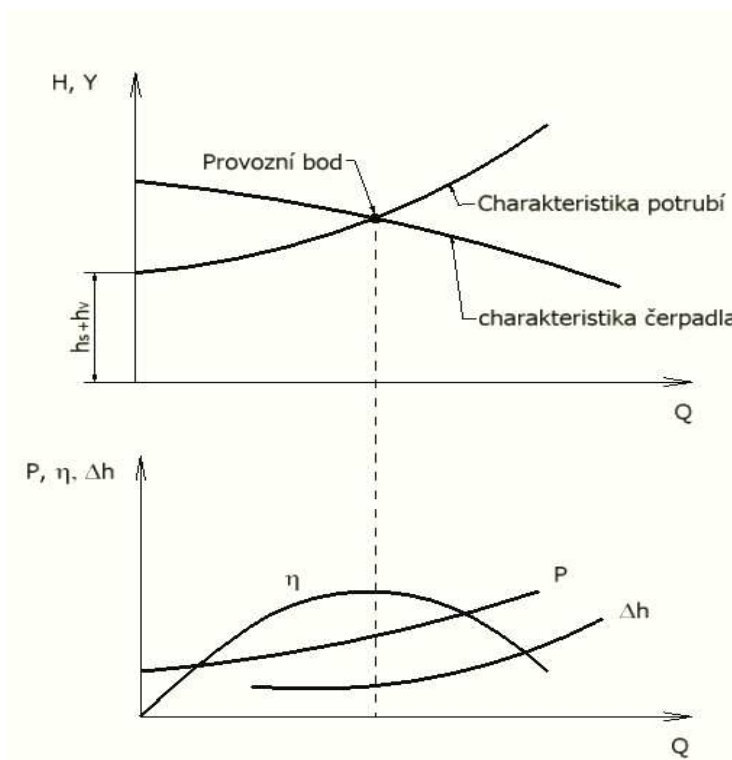 H, Y
Provozní bod
Charakteristika potrubí
hs+hv
charakteristika čerpadla
Q
P, η, Δh
η
P
Δh
Q